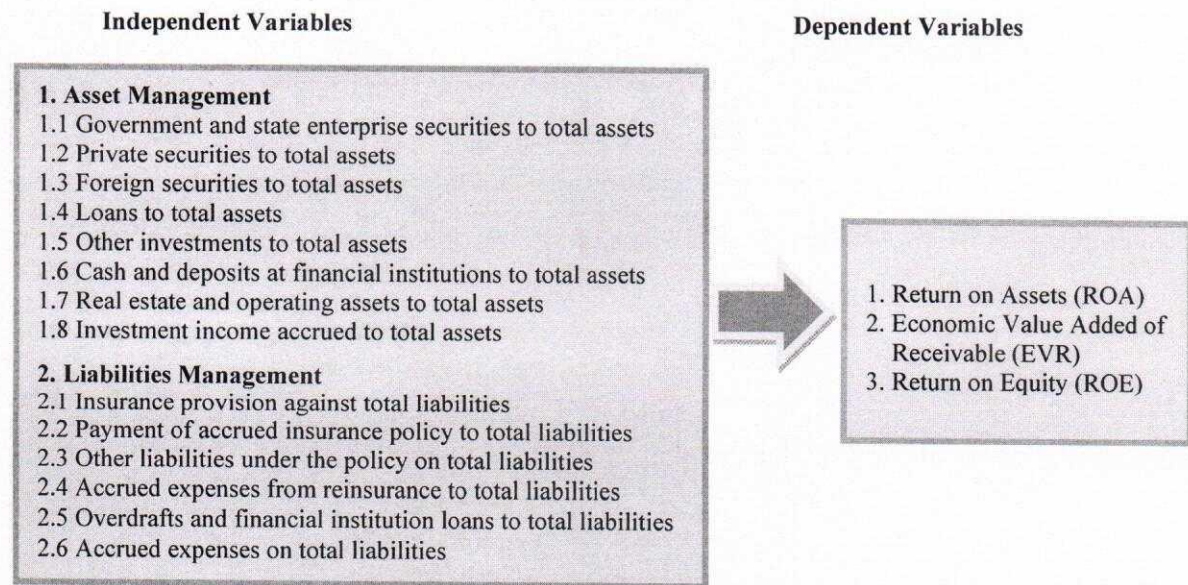 Independent Variables
Dependent Variables
1. Asset Management
1.1 Government and state enterprise securities to total assets
1.2 Private securities to total assets
1.3 Foreign securities to total assets
1.4 Loans to total assets
1.5 Other investments to total assets
1.6 Cash and deposits at financial institutions to total assets
1.7 Real estate and operating assets to total assets
1.8 Investment income accrued to total assets
2. Liabilities Management
2.1 Insurance provision against total liabilities
2.2 Payment of accrued insurance policy to total liabilities
2.3 Other liabilities under the policy on total liabilities
2.4 Accrued expenses from reinsurance to total liabilities
2.5 Overdrafts and financial institution loans to total liabilities
2.6 Accrued expenses on total liabilities
1. Return on Assets (ROA)
2. Economic Value Added of
Receivable (EVR)
3. Return on Equity (ROE)